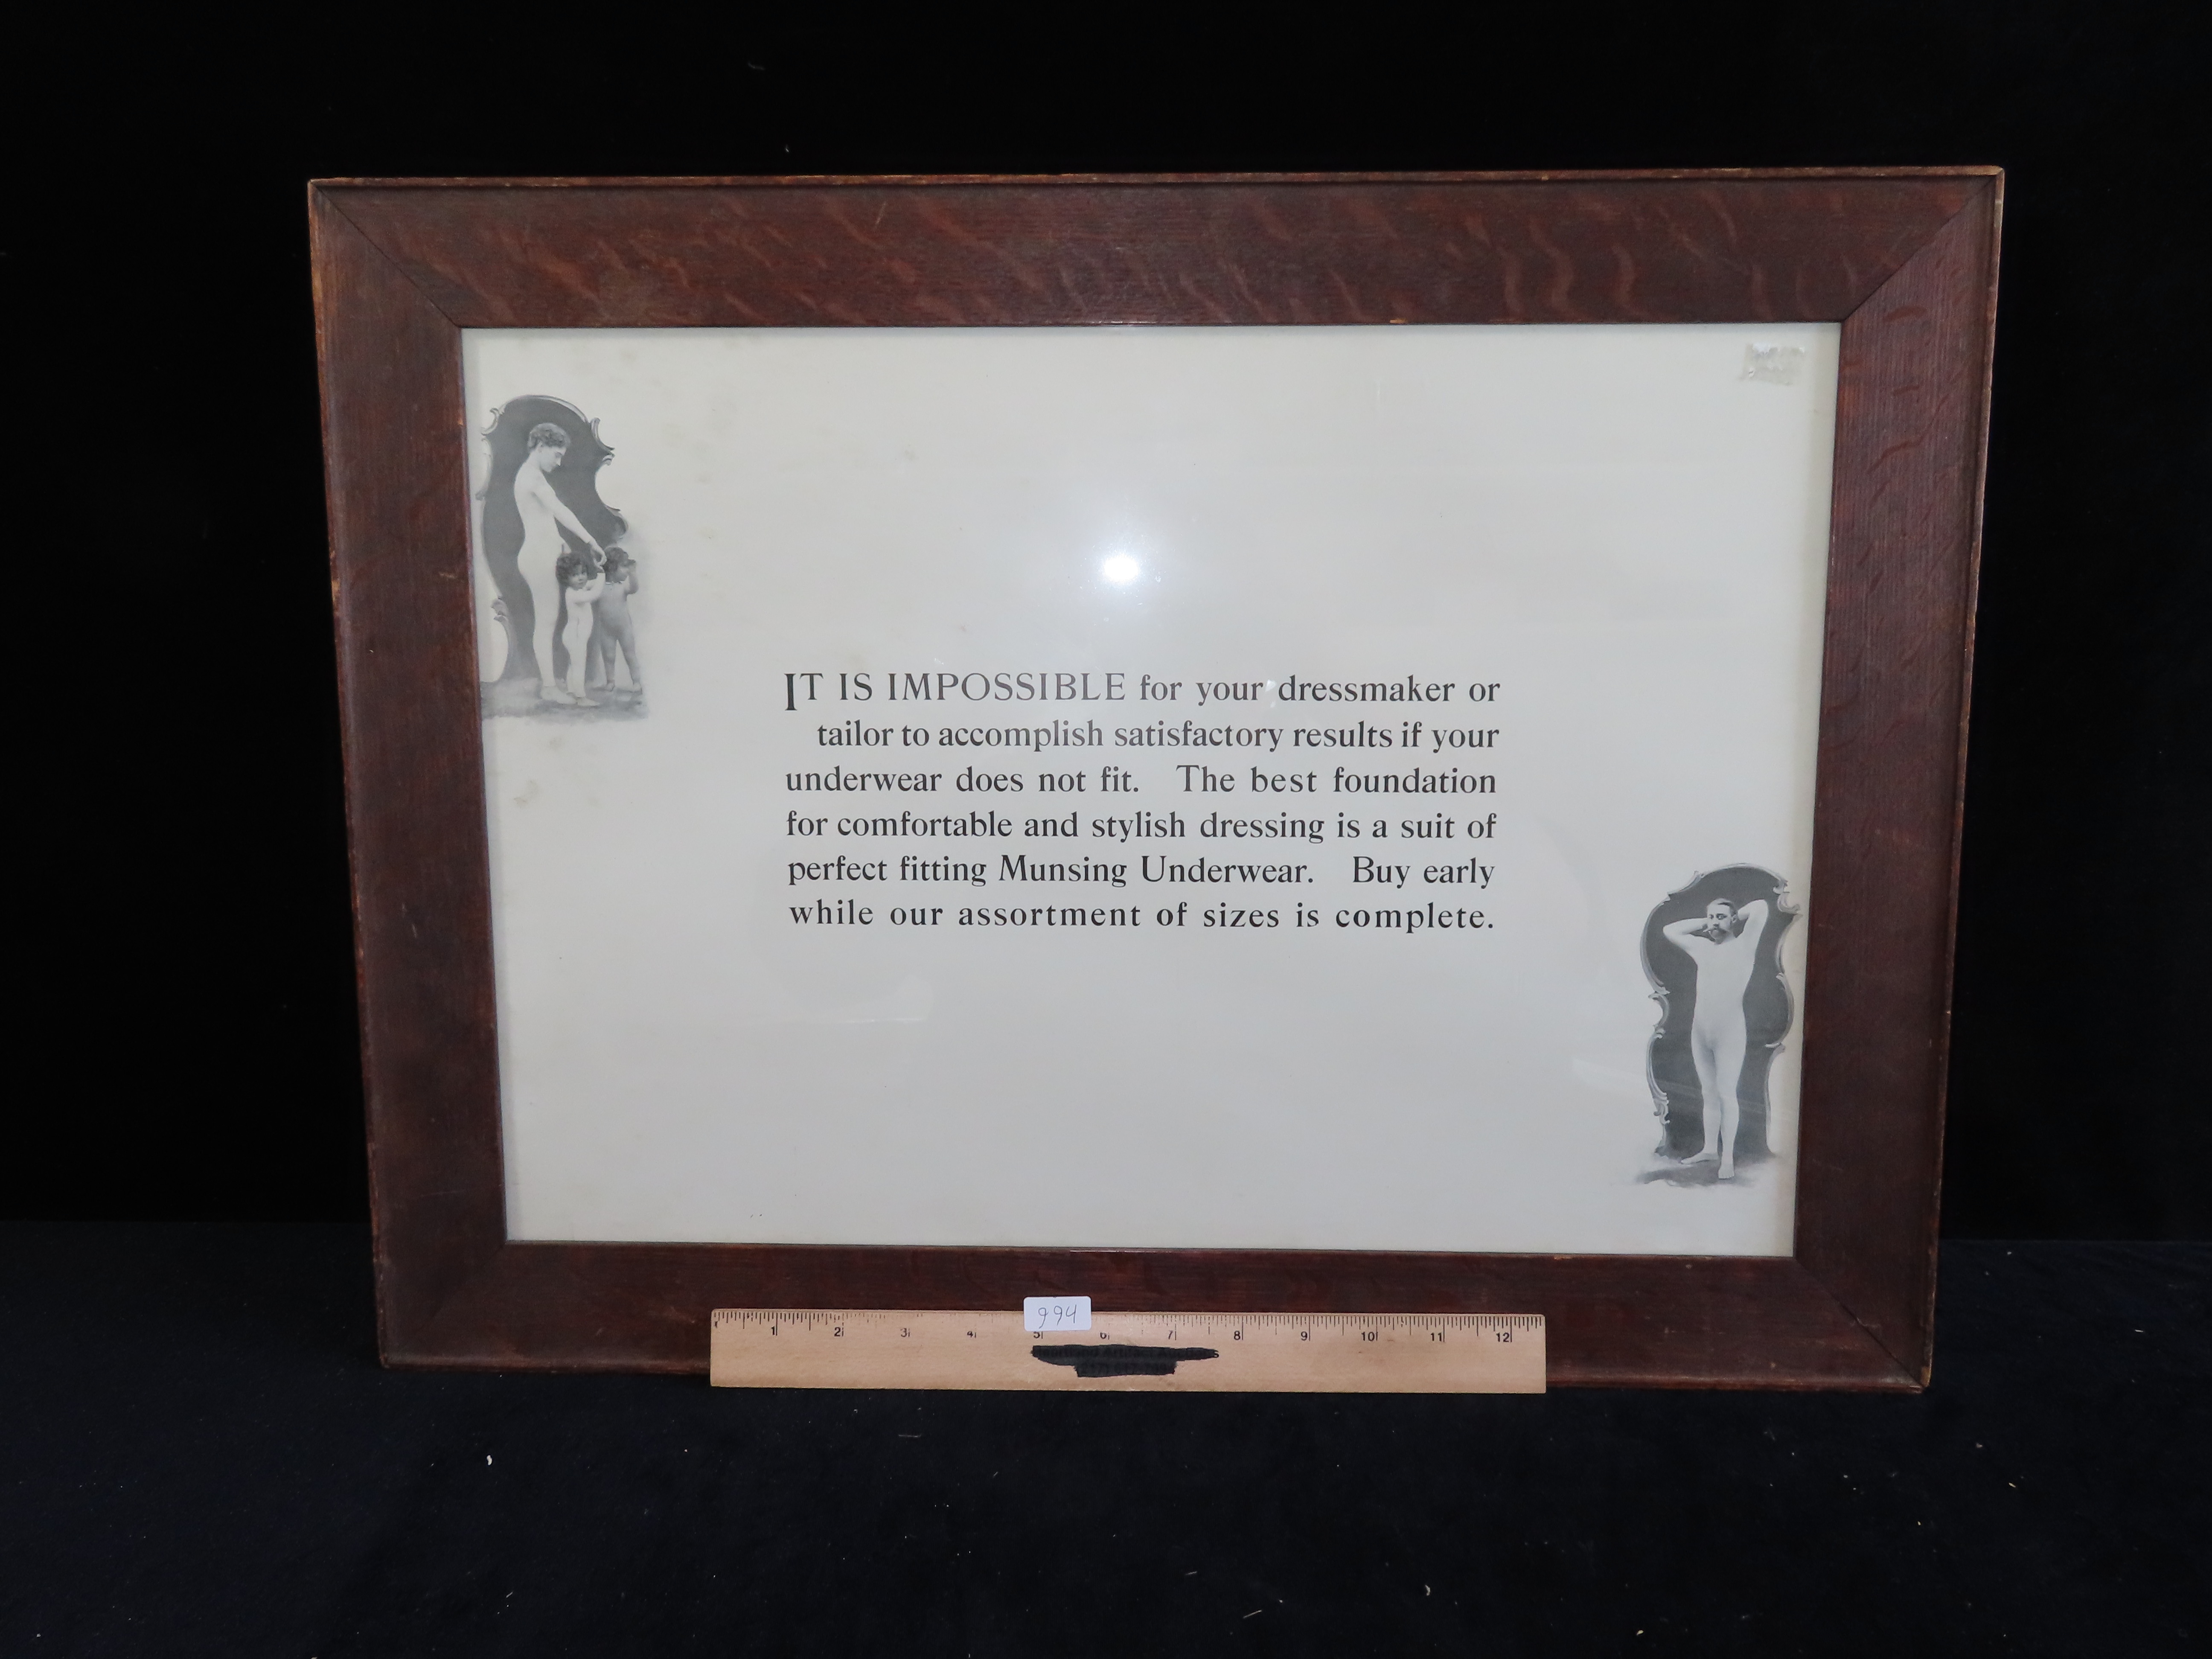 IT IS IMPOSSIBLE for your dressmaker or
tailor to accomplish satisfactory results if your
underwear does not fit. The best foundation
for comfortable and stylish dressing is a suit of
perfect fitting Munsing Underwear. Buy early
while our assortment of sizes is complete.
994
1 2 3 4 5 6 7 8 9 10 11 12